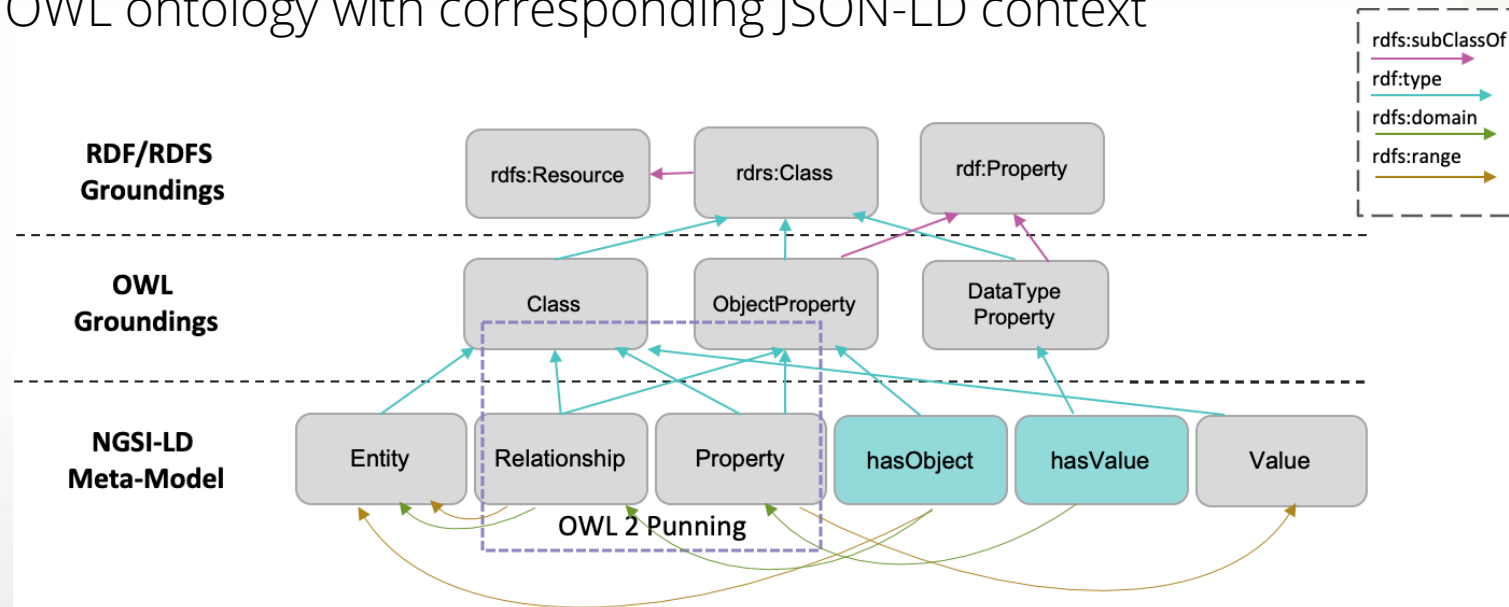 OWL ontology with corresponding JSON-LD context
rdfs:subClassOf
rdf:type
rdfs:domain
rdfs:range
RDF/RDFS
Groundings
rdfs:Resource
rdrs:Class
rdf:Property
OWL
Groundings
Class
ObjectProperty
DataType
Property
NGSI-LD
Meta-Model
Entity
Relationship
Property
hasObject
hasValue
Value
OWL 2 Punning